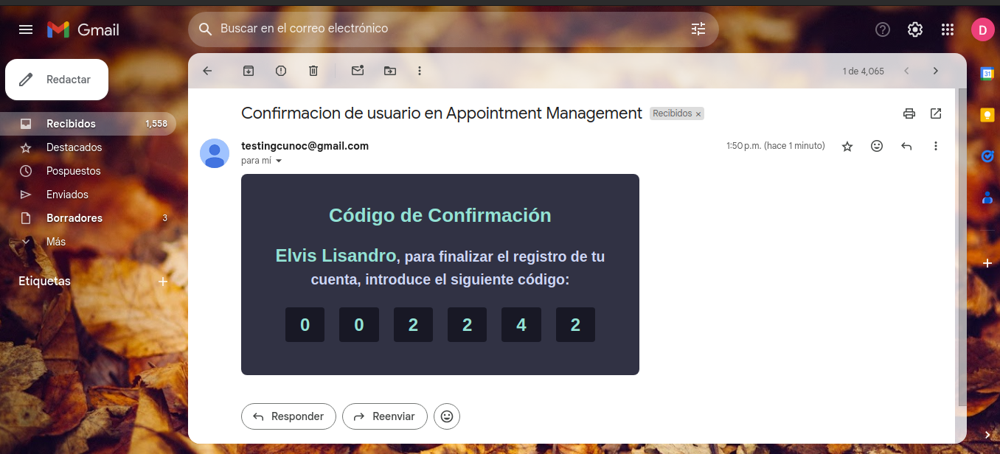 Gmail
Buscar en el correo electrónico
D
Redactar
1 de 4,065
31
Recibidos 1,558
Destacados
Pospuestos
Enviados
Borradores 3
Más
Etiquetas
Confirmacion de usuario en Appointment Management Recibidos ×
testingcunoc@gmail.com 1:50 p.m. (hace 1 minuto)
para mí
Código de Confirmación
Elvis Lisandro, para finalizar el registro de tu
cuenta, introduce el siguiente código:
0 0 2 2 4 2
Responder Reenviar